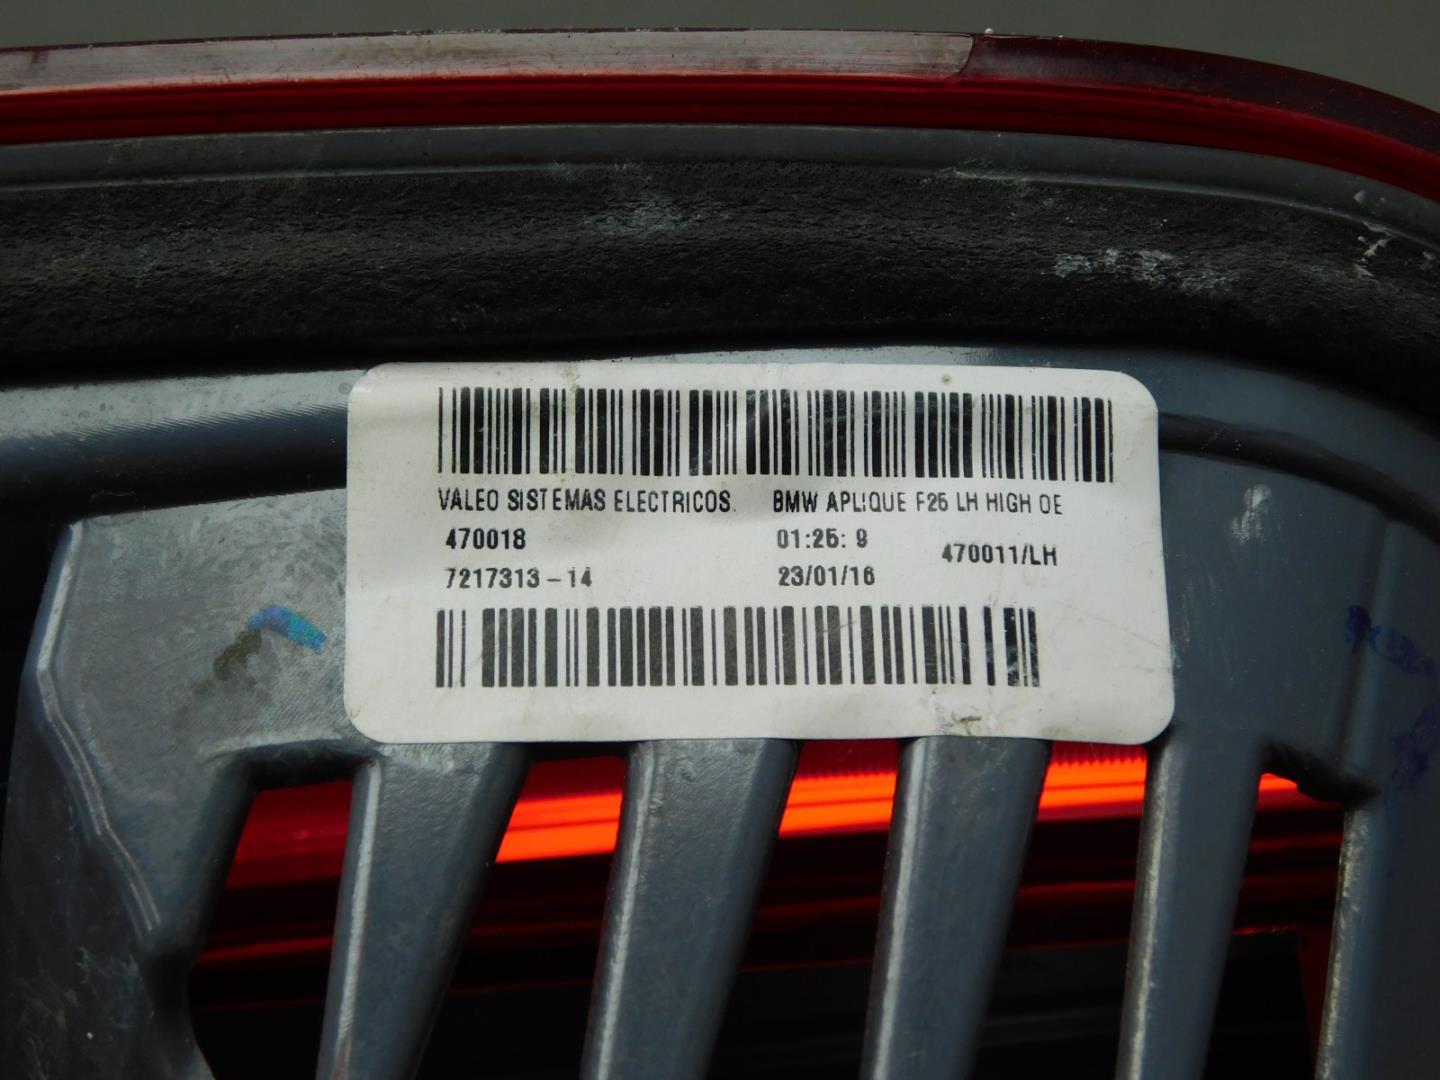 VALEO SISTEMAS ELECTRICOS. BMW APLIQUE F25 LH HIGH OE
470018 01:25: 9 470011/LH
7217313-14 23/01/16